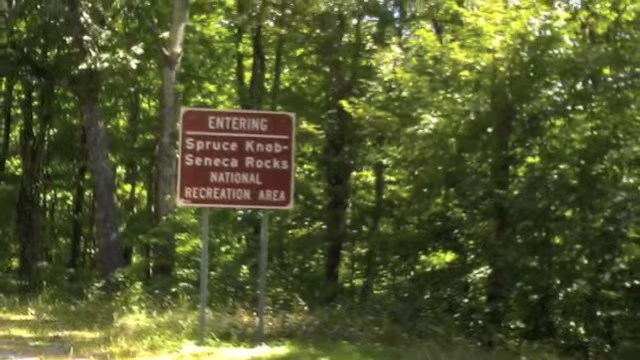 ENTERING
Spruce Knob-
Seneca Rocks
NATIONAL
RECREATION AREA